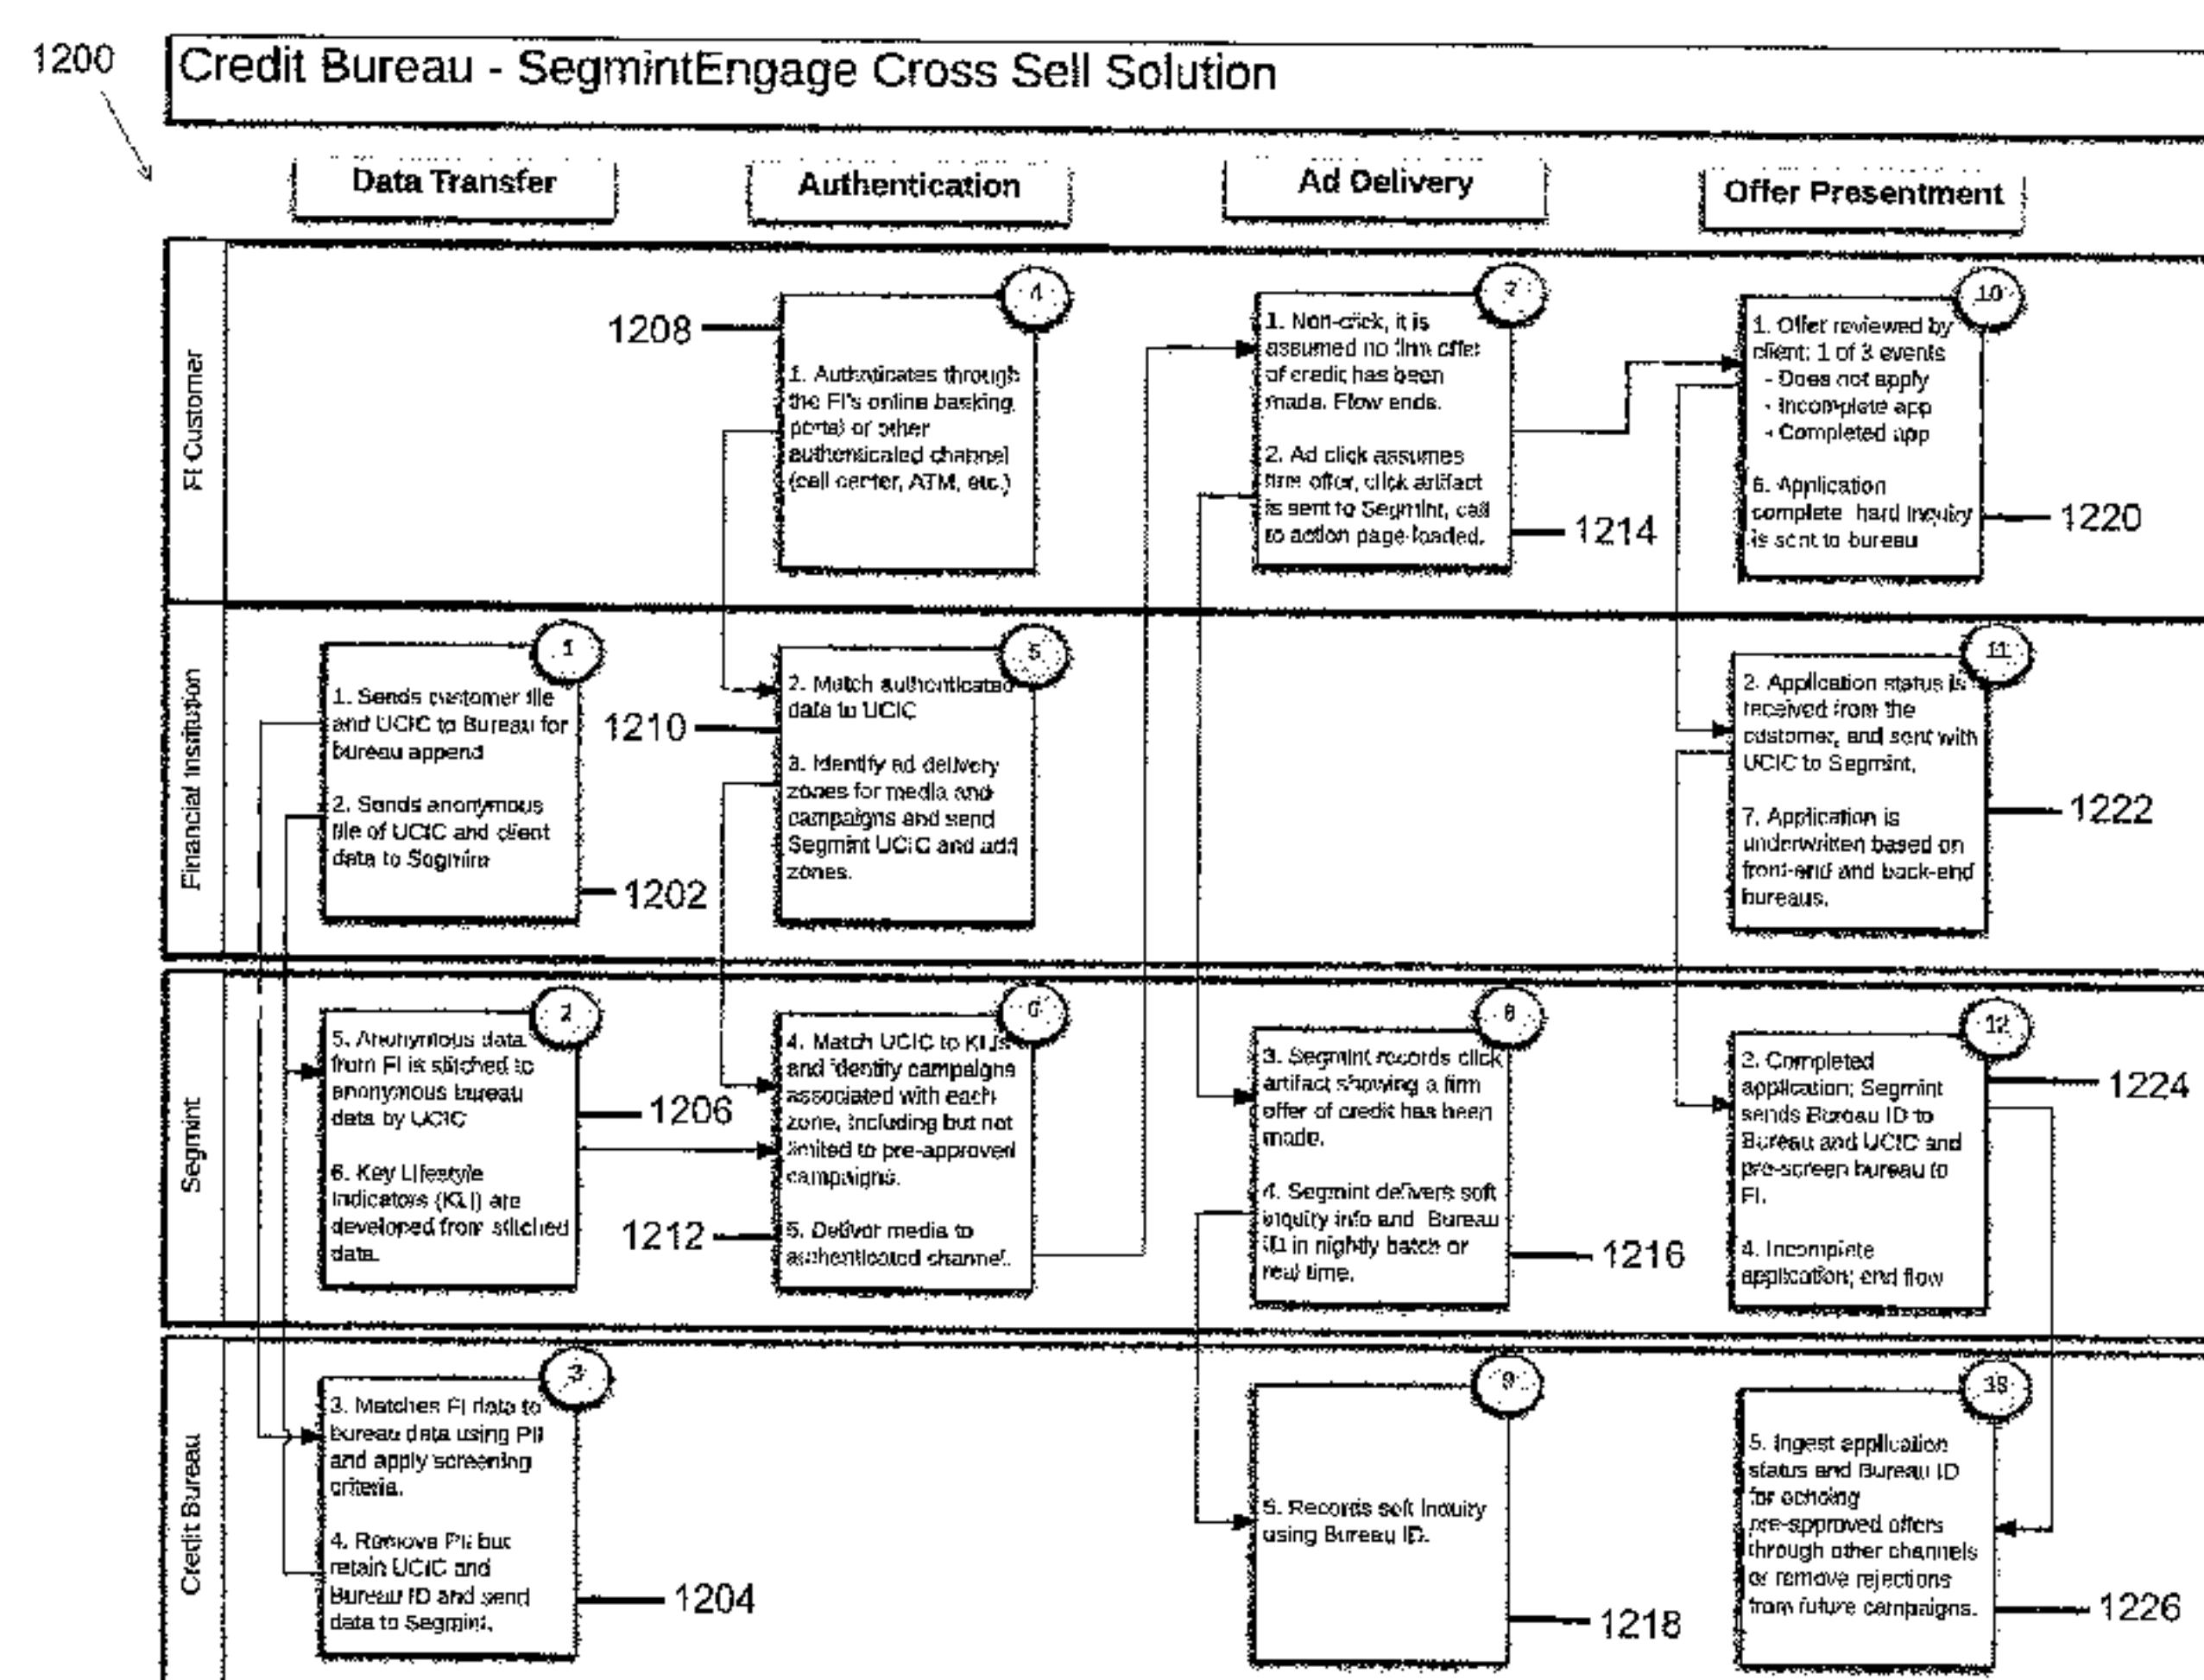 1200
Credit Bureau - SegmintEngage Cross Sell Solution
Data Transfer
Authentication
Ad Delivery
Offer Presentment
FI Customer
4
1208
1. Authnticates through
the FI's online banking
portal or other
authenticated channel
(cell center, ATM, etc.)
7
1. Non-click, it is
assumed no firm offer
of credit has been
made. Flow ends.
2. Ad click assumes
firm offer, click artifact
is sent to Segmint, call
to action page loaded.
1214
10
1. Offer reviewed by
client: 1 of 3 events
- Does not apply
- Incomplete app
- Completed app
6. Application
complete hard inquiry
is sent to bureau
1220
Financial Institution
1
1. Sends customer file
and UCIC to Bureau for
bureau append
2. Sends anonymous
file of UCIC and client
data to Segmint
1202
5
1210
2. Match authenticated
data to UCIC
3. Identify ad delivery
zones for media and
campaigns and send
Segmint UCIC and add
zones.
11
2. Application status is
received from the
customer, and sent with
UCIC to Segmint.
7. Application is
underwritten based on
front-end and back-end
bureaus.
1222
Segmint
2
5. Anonymous data
from FI is stitched to
anonymous bureau
data by UCIC
6. Key Lifestyle
Indicators (KLI) are
developed from stitched
data.
1206
6
4. Match UCIC to KLIs
and identify campaigns
associated with each
zone, including but not
limited to pre-approved
campaigns.
5. Deliver media to
authenticated channel.
1212
8
3. Segmint records click
artifact showing a firm
offer of credit has been
made.
4. Segmint delivers soft
inquity info and Bureau
ID in nightly batch or
real time.
1216
12
3. Completed
application; Segmint
sends Bureau ID to
Bureau and UCIC and
pre-screen bureau to
FI.
4. Incomplete
application; end flow
1224
Credit Bureau
3
3. Matches FI data to
bureau data using PII
and apply screening
criteria.
4. Remove PII but
retain UCIC and
Bureau ID and send
data to Segmint.
1204
9
5. Records soft Inquiry
using Bureau ID.
1218
13
5. Ingest application
status and Bureau ID
for echoing
pre-approved offers
through other channels
or remove rejections
from future campaigns.
1226